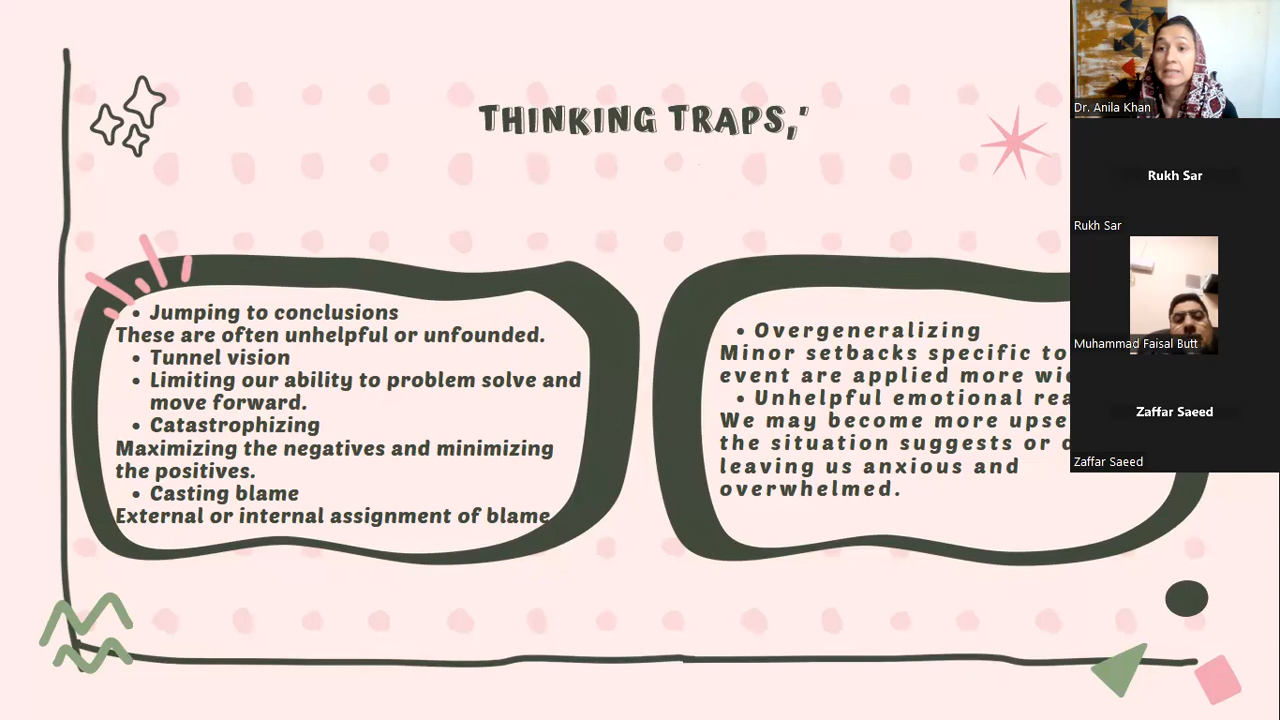 THINKING TRAPS,'
• Jumping to conclusions
These are often unhelpful or unfounded.
• Tunnel vision
• Limiting our ability to problem solve and
move forward.
• Catastrophizing
Maximizing the negatives and minimizing
the positives.
• Casting blame
External or internal assignment of blame
• Overgeneralizing
Minor setbacks specific to
event are applied more
• Unhelpful emotional
We may become more
the situation suggests or
leaving us anxious and
overwhelmed.
Dr. Anila Khan
Rukh Sar
Rukh Sar
Muhammad Faisal Butt
Zaffar Saeed
Zaffar Saeed